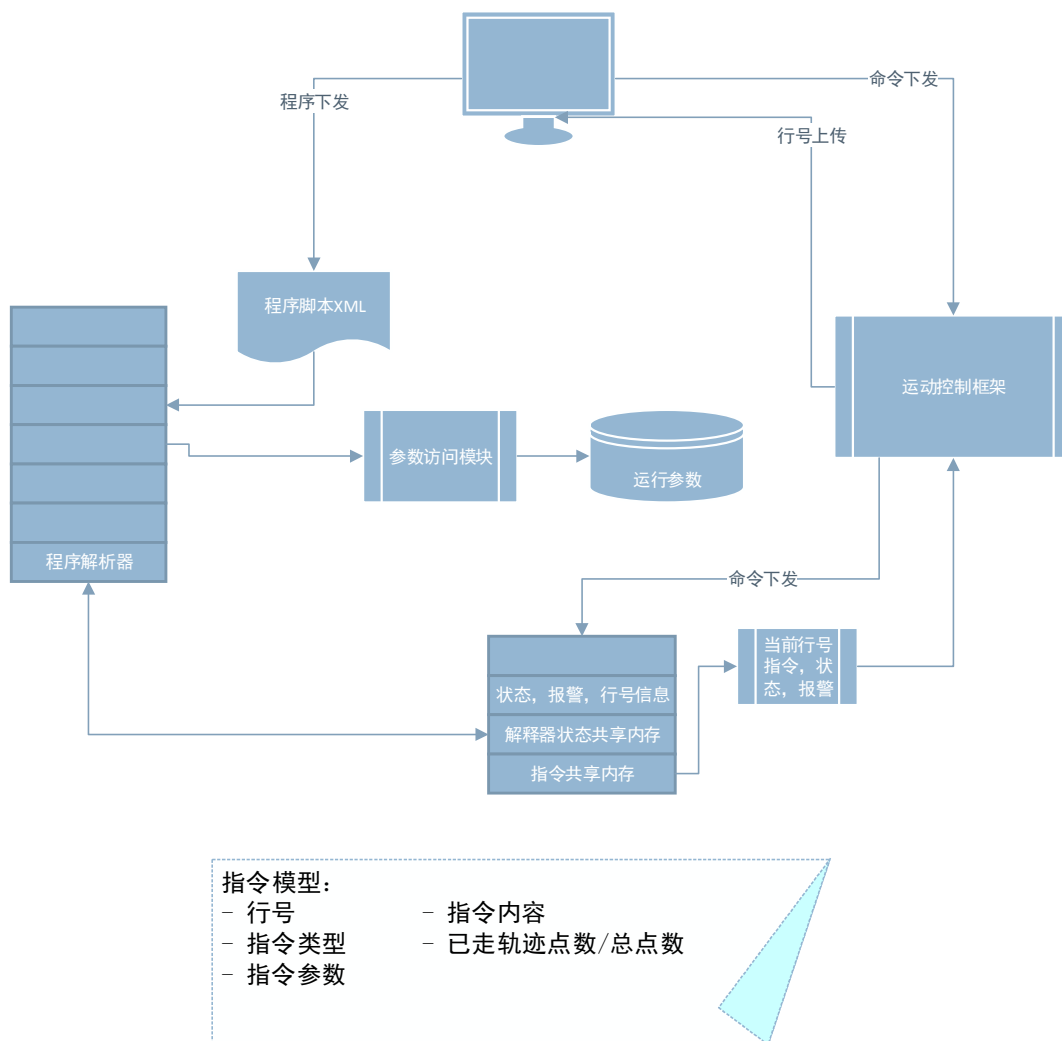 程序下发
命令下发
行号上传
程序脚本XML
运动控制框架
参数访问模块
运行参数
程序解析器
命令下发
当前行号
指令，状
态，报警
状态，报警，行号信息
解释器状态共享内存
指令共享内存
指令模型：
- 行号
- 指令内容
- 指令类型
- 已走轨迹点数/总点数
- 指令参数